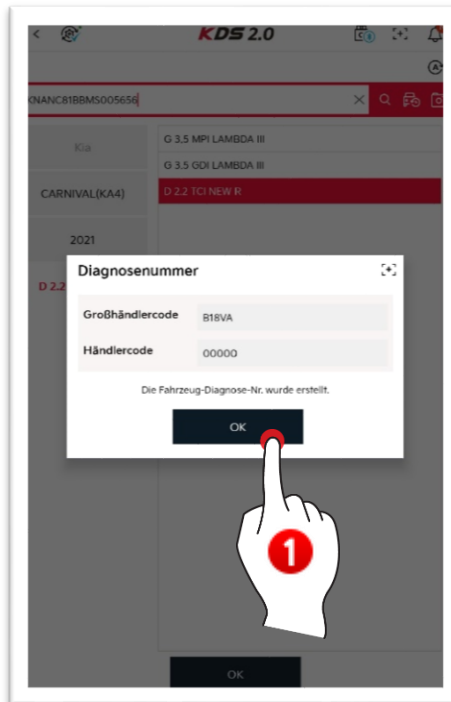 KDS 2.0
KNANC81BBMS005656
Kia
G 3.5 MPI LAMBDA III
G 3.5 GDI LAMBDA III
CARNIVAL(KA4)
D 2.2 TCI NEW R
2021
D 2.2
Diagnosenummer
Großhändlercode
B18VA
Händlercode
00000
Die Fahrzeug-Diagnose-Nr. wurde erstellt.
OK
1
OK